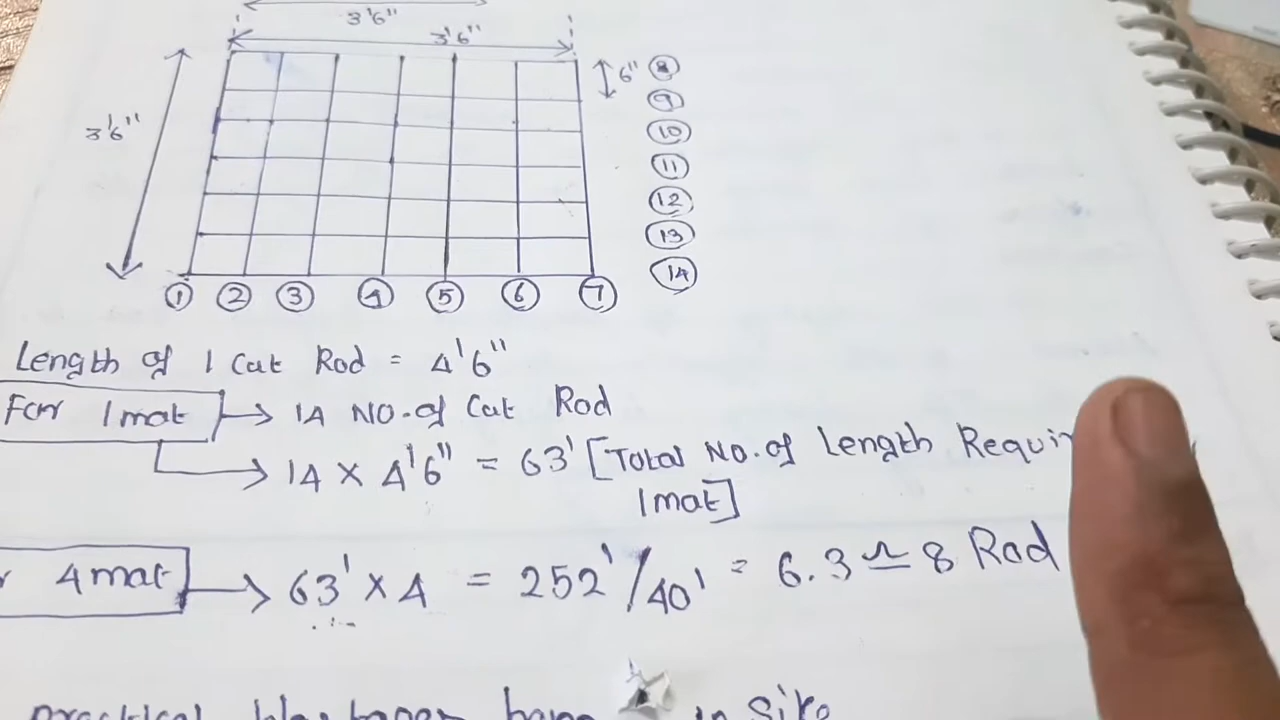 3'6"
3'6"
6" 8
9
3'6"
10
11
12
13
14
1 2 3 4 5 6 7
Length of 1 Cut Rod = 4'6"
For 1mat → 14 NO.of Cut Rod
→ 14 × 4'6" = 63' [Total No.of Length
1mat]
4mat → 63' × 4 = 252'/40' = 6.3 ≃ 8 Rod
in site